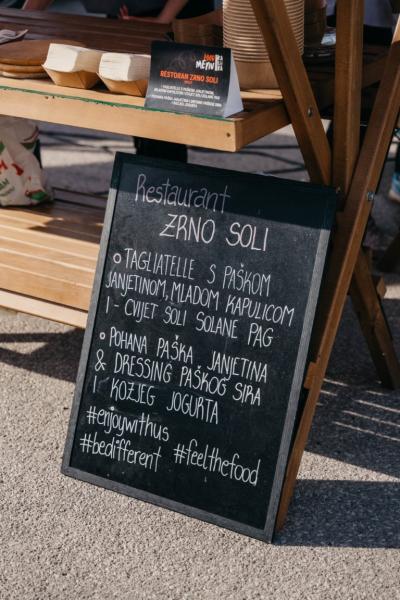 RESTORAN ZRNO SOLI
Restaurant
ZRNO SOLI
TAGLIATELLE S PAŠKOM
JANJETINOM, MLADOM KAPULICOM
I - CVIJET SOLI SOLANE PAG
POHANA PAŠKA JANJETINA
& DRESSING PAŠKOG SIRA
I KOZJEG JOGURTA
#enjoywithus
#bedifferent #feelthefood